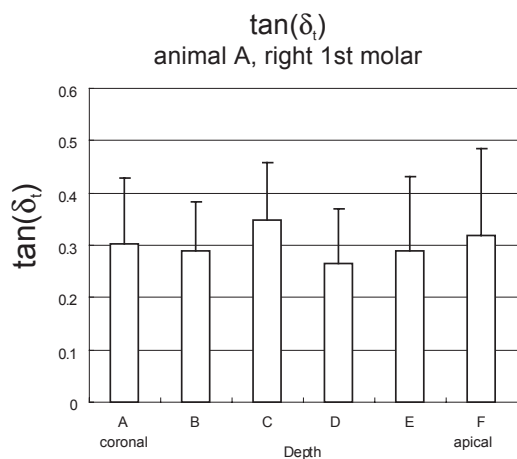 tan(δt)
animal A, right 1st molar
0.6
0.5
0.4
0.3
0.2
0.1
0
tan(δt)
A B C D E F
coronal Depth apical